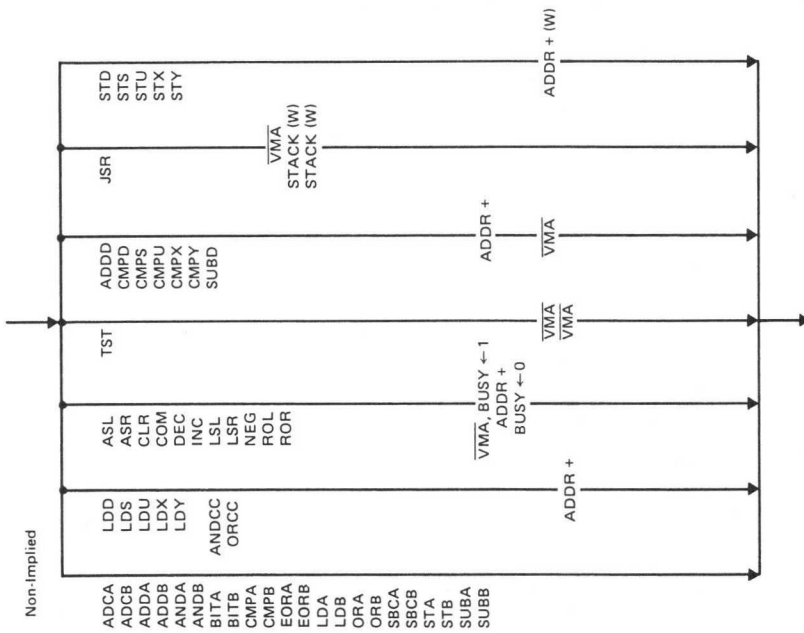 Non-Implied
ADCA
ADCB
ADDA
ADDB
ANDA
ANDB
BITA
BITB
CMPA
CMPB
EORA
EORB
LDA
LDB
ORA
ORB
SBCA
SBCB
STA
STB
SUBA
SUBB
LDD
LDS
LDU
LDX
LDY
ANDCC
ORCC
ADDR +
ASL
ASR
CLR
COM
DEC
INC
LSL
LSR
NEG
ROL
ROR
VMA, BUSY ←1
ADDR +
BUSY ←0
TST
VMA
VMA
ADDD
CMPD
CMPS
CMPU
CMPX
CMPY
SUBD
ADDR +
VMA
JSR
VMA
STACK (W)
STACK (W)
STD
STS
STU
STX
STY
ADDR + (W)